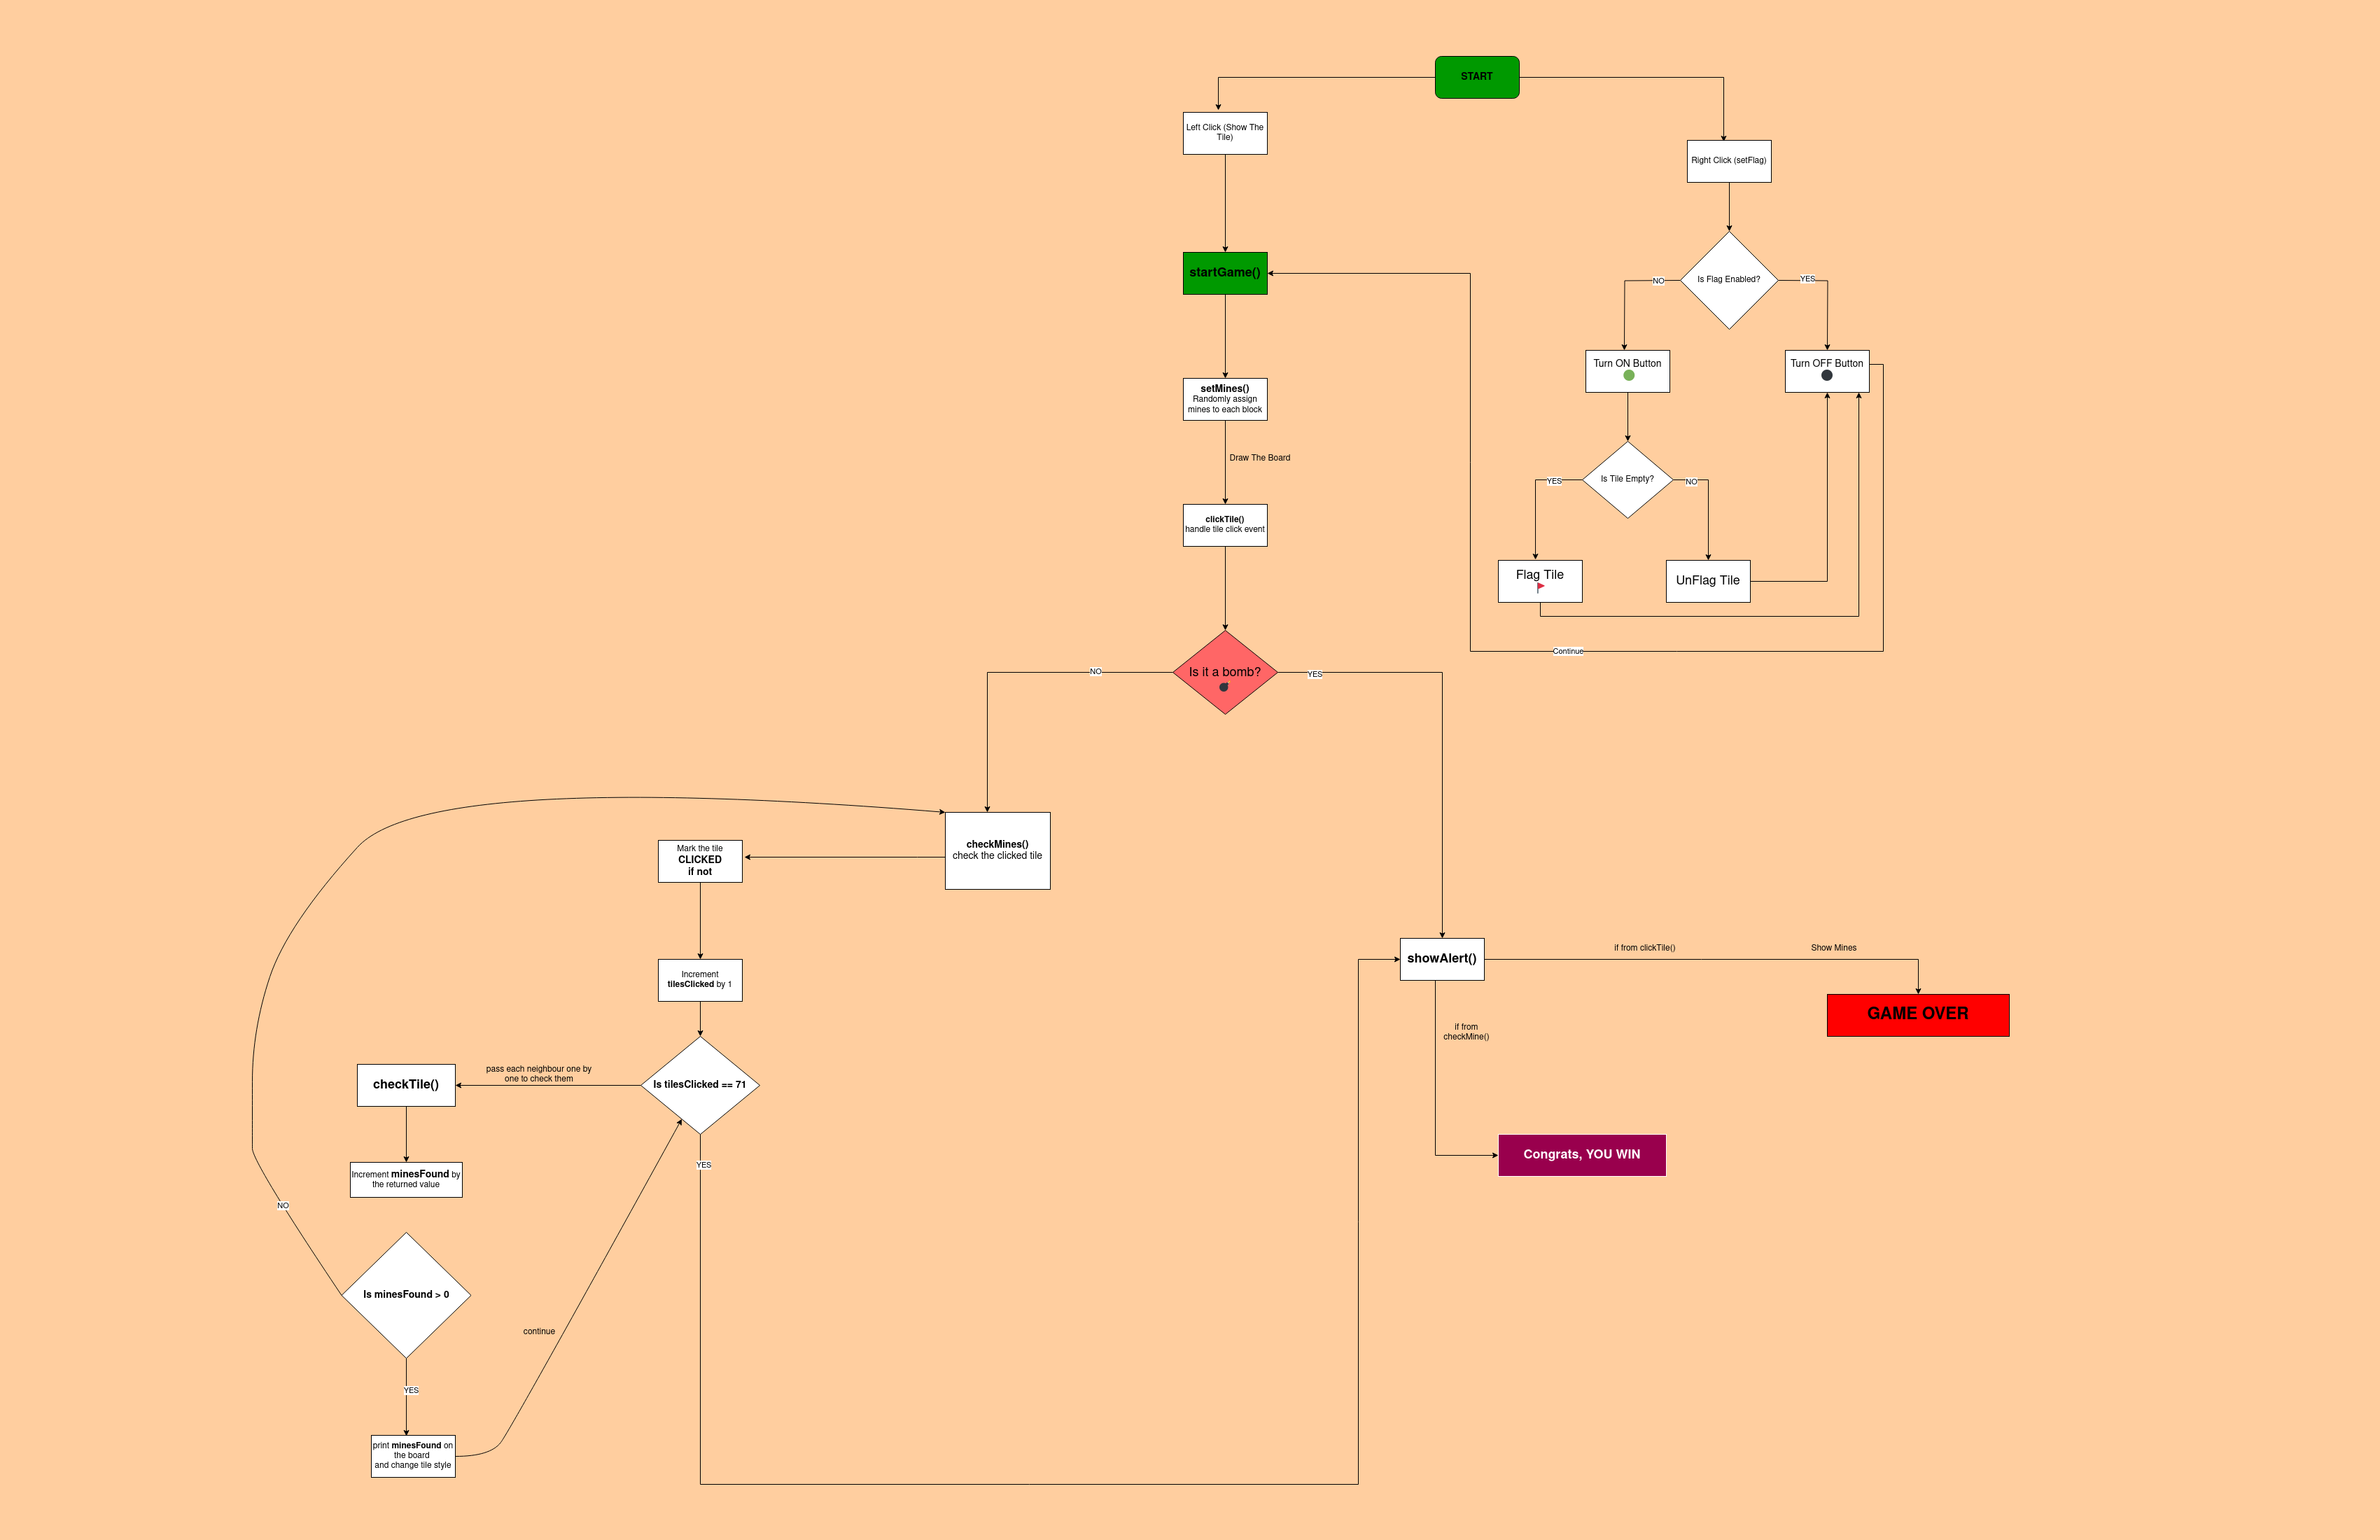 START
Left Click (Show The
Tile)
Right Click (setFlag)
startGame()
Is Flag Enabled?
NO
YES
Turn ON Button
Turn OFF Button
setMines()
Randomly assign
mines to each block
Draw The Board
Is Tile Empty?
YES
NO
clickTile()
handle tile click event
Flag Tile
UnFlag Tile
Continue
Is it a bomb?
NO
YES
checkMines()
check the clicked tile
Mark the tile
CLICKED
if not
showAlert()
if from clickTile()
Show Mines
Increment
tilesClicked by 1
GAME OVER
if from
checkMine()
pass each neighbour one by
one to check them
checkTile()
Is tilesClicked == 71
Congrats, YOU WIN
YES
Increment minesFound by
the returned value
NO
Is minesFound > 0
continue
YES
print minesFound on
the board
and change tile style